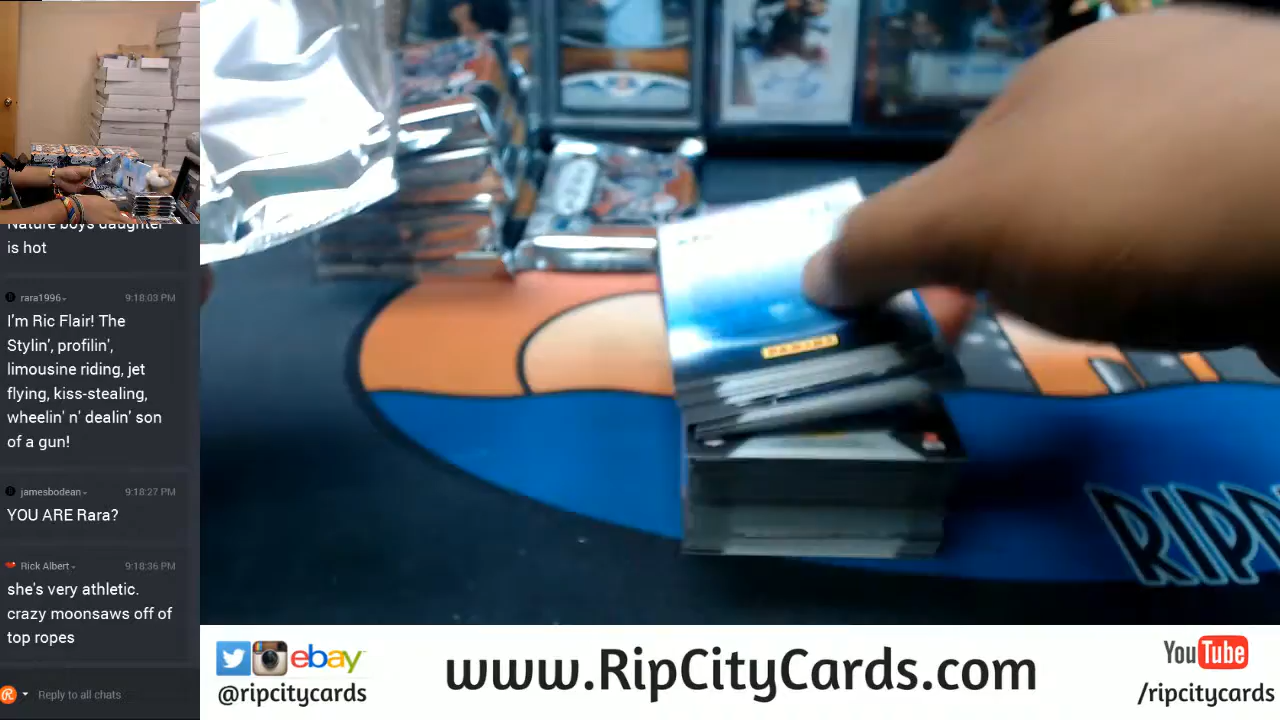 Nature boys daughter
is hot
rara1996 9:18:03 PM
I'm Ric Flair! The
Stylin', profilin',
limousine riding, jet
flying, kiss-stealing,
wheelin' n' dealin' son
of a gun!
jamesbodean 9:18:27 PM
YOU ARE Rara?
Rick Albert 9:18:36 PM
she's very athletic.
crazy moonsaws off of
top ropes
Reply to all chats
PANINI
RIPP
ebay
@ripcitycards
www.RipCityCards.com
YouTube
/ripcitycards